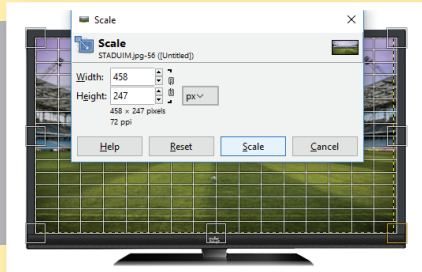 Scale
Scale
STADUIM.jpg-56 ([Untitled])
Width: 458
Height: 247 px
458 × 247 pixels
72 ppi
Help Reset Scale Cancel